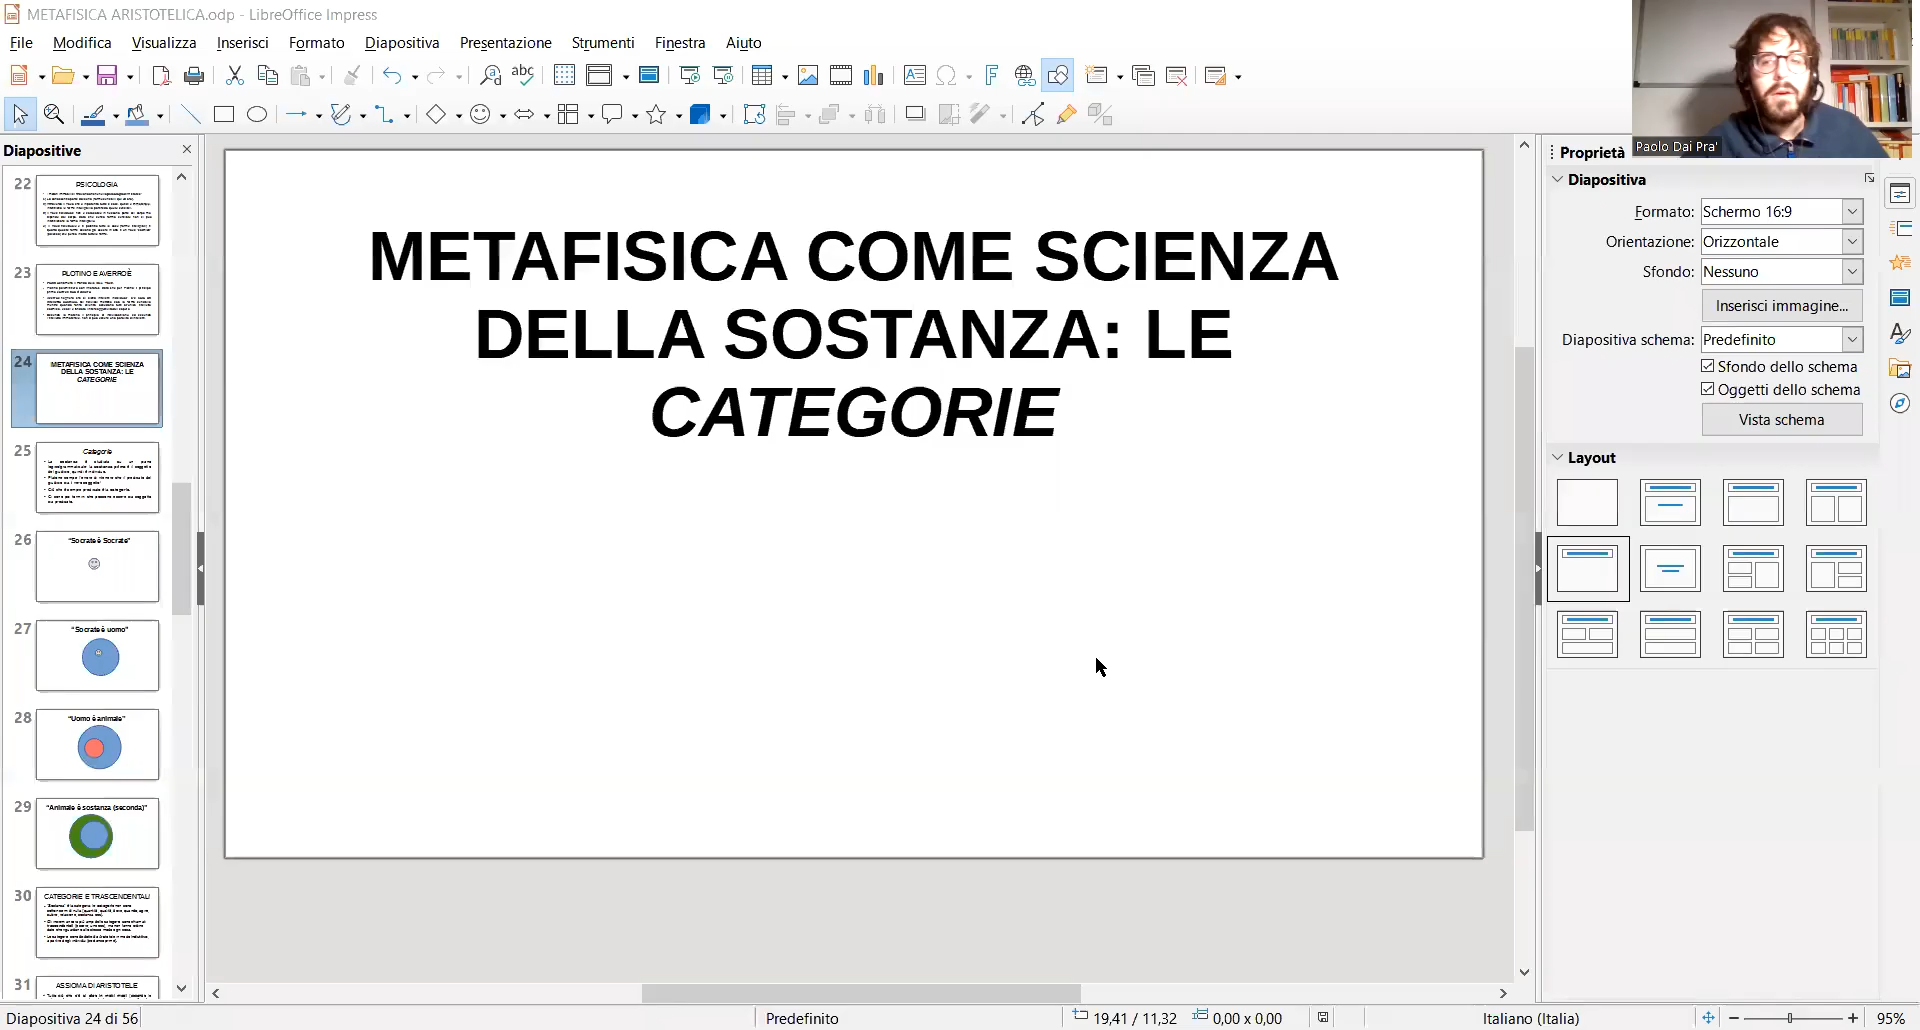 METAFISICA ARISTOTELICA.odp - LibreOffice Impress
File Modifica Visualizza Inserisci Formato Diapositiva Presentazione Strumenti Finestra Aiuto
Paolo Dai Pra'
Diapositive
22
PSICOLOGIA
23
PLOTINO E AVERROÈ
24
METAFISICA COME SCIENZA
DELLA SOSTANZA: LE
CATEGORIE
25
Categorie
26
"Socrate è Socrate"
27
"Socrate è uomo"
28
"Uomo è animale"
29
"Animale è sostanza (seconda)"
30
CATEGORIE E TRASCENDENTALI
31
ASSIOMA DI ARISTOTELE
METAFISICA COME SCIENZA
DELLA SOSTANZA: LE
CATEGORIE
Proprietà
Diapositiva
Formato: Schermo 16:9
Orientazione: Orizzontale
Sfondo: Nessuno
Inserisci immagine...
Diapositiva schema: Predefinito
Sfondo dello schema
Oggetti dello schema
Vista schema
Layout
Diapositiva 24 di 56
Predefinito
19,41 / 11,32
0,00 x 0,00
Italiano (Italia)
95%